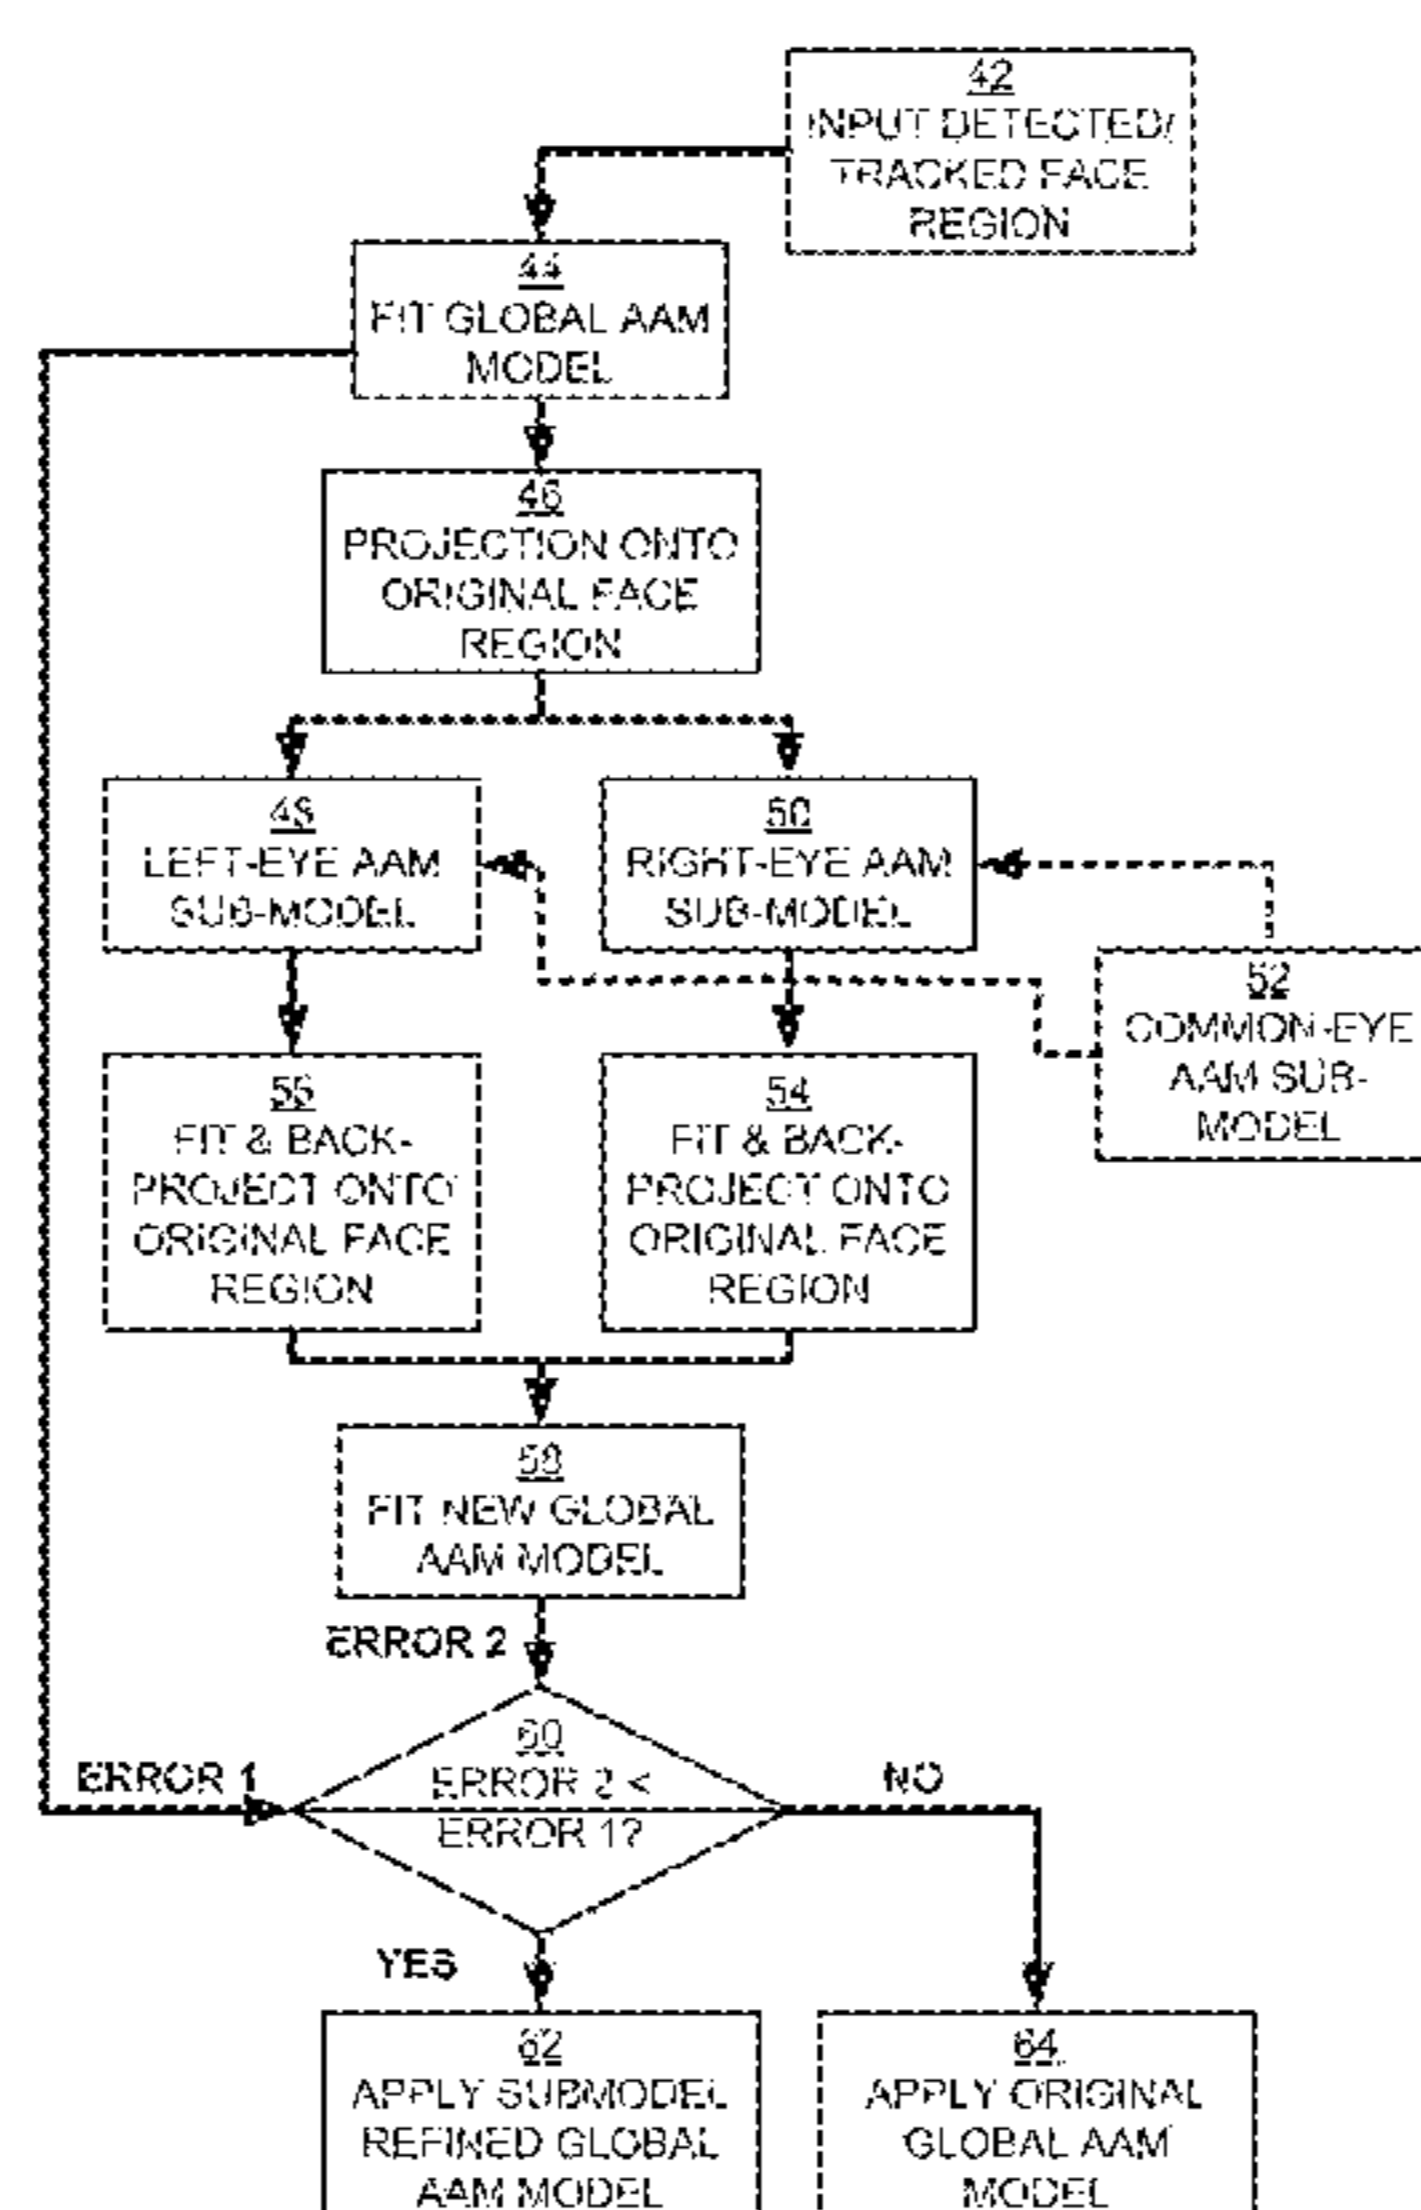 42
INPUT DETECTED/
TRACKED FACE
REGION
44
FIT GLOBAL AAM
MODEL
46
PROJECTION ONTO
ORIGINAL FACE
REGION
48
LEFT-EYE AAM
SUB-MODEL
50
RIGHT-EYE AAM
SUB-MODEL
52
COMMON-EYE
AAM SUB-
MODEL
56
FIT & BACK-
PROJECT ONTO
ORIGINAL FACE
REGION
54
FIT & BACK-
PROJECT ONTO
ORIGINAL FACE
REGION
58
FIT NEW GLOBAL
AAM MODEL
ERROR 2
60
ERROR 2 <
ERROR 1?
ERROR 1
NO
YES
62
APPLY SUBMODEL
REFINED GLOBAL
AAM MODEL
64
APPLY ORIGINAL
GLOBAL AAM
MODEL